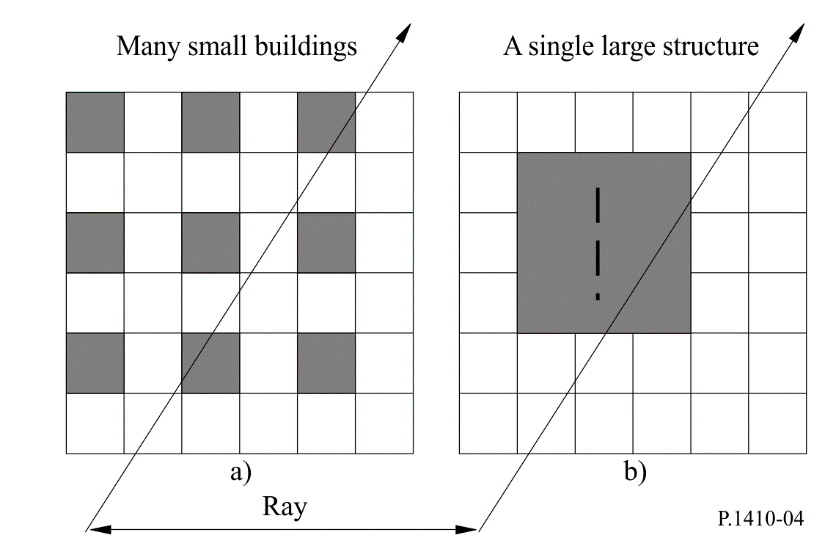 Many small buildings
A single large structure
a)
b)
Ray
P.1410-04